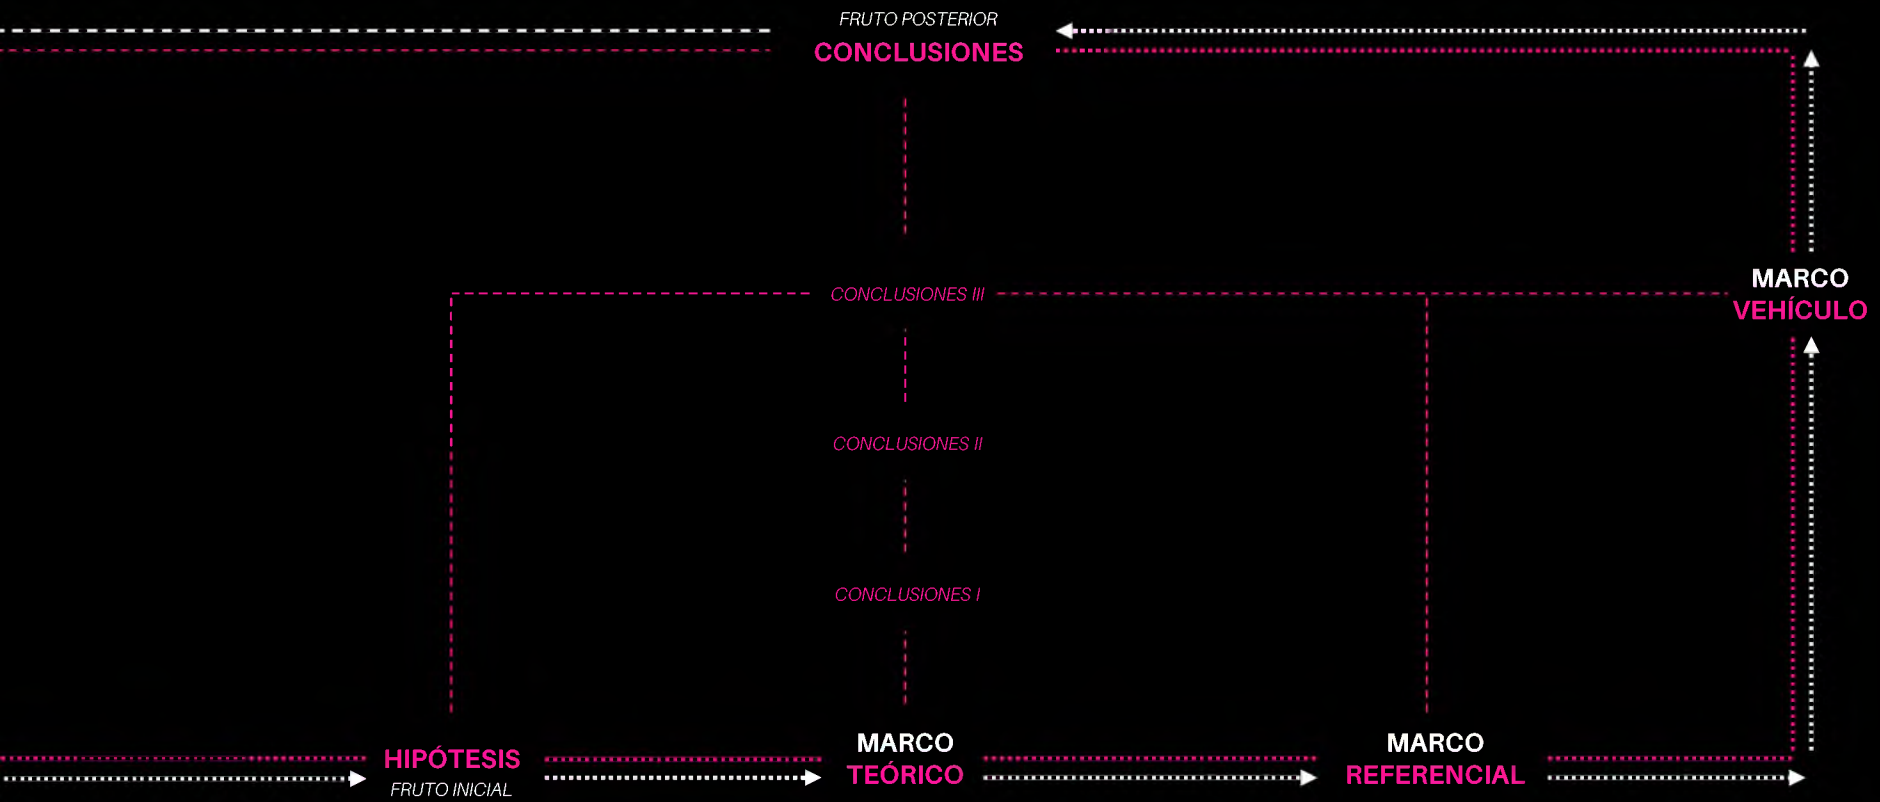 FRUTO POSTERIOR
CONCLUSIONES
MARCO
VEHÍCULO
CONCLUSIONES III
CONCLUSIONES II
CONCLUSIONES I
HIPÓTESIS
FRUTO INICIAL
MARCO
TEÓRICO
MARCO
REFERENCIAL